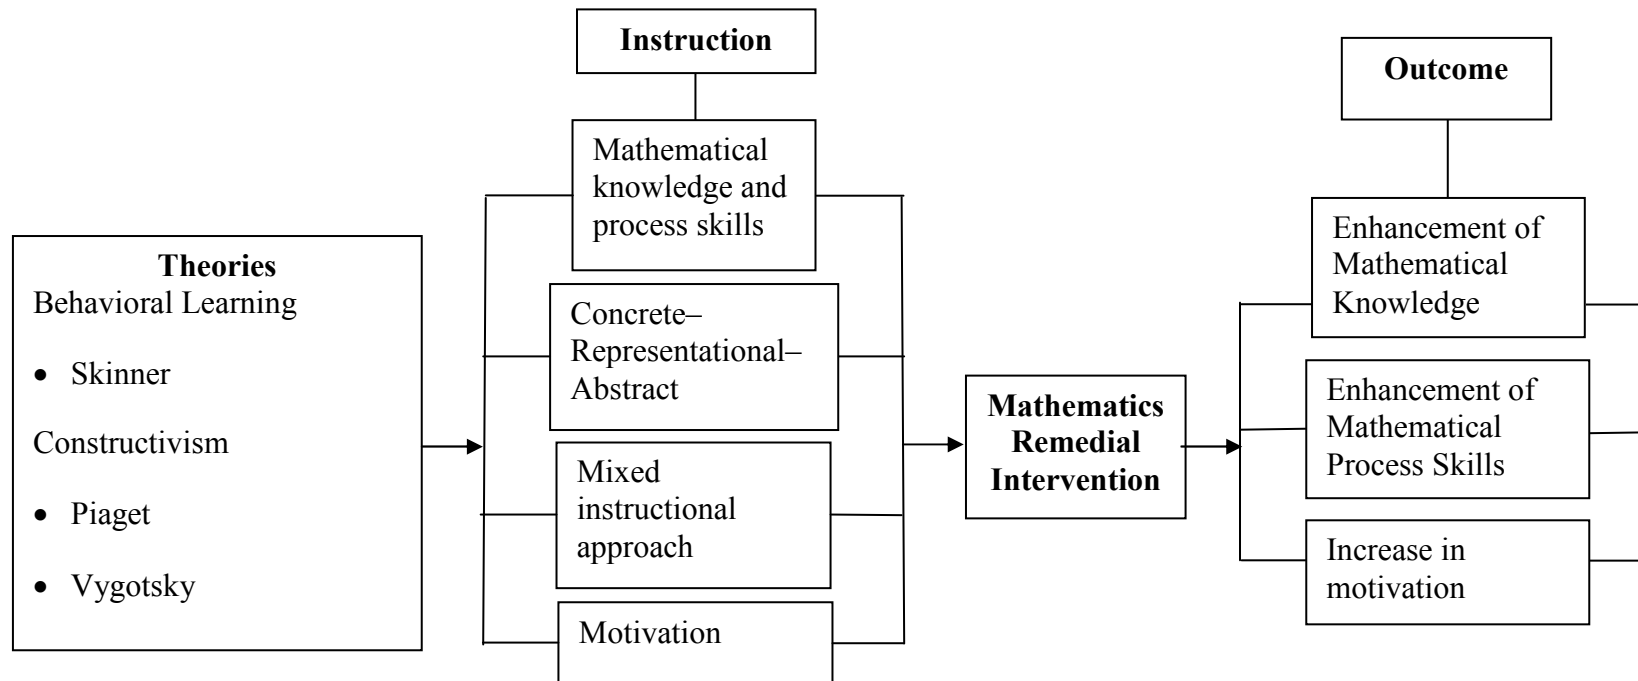 Theories
Behavioral Learning
• Skinner
Constructivism
• Piaget
• Vygotsky
Instruction
Mathematical
knowledge and
process skills
Concrete–
Representational–
Abstract
Mixed
instructional
approach
Motivation
Mathematics
Remedial
Intervention
Outcome
Enhancement of
Mathematical
Knowledge
Enhancement of
Mathematical
Process Skills
Increase in
motivation